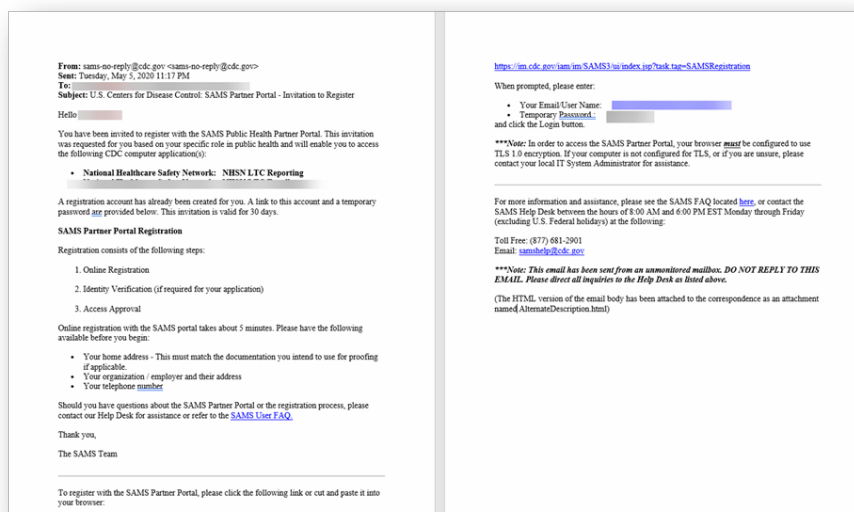 From: sams-no-reply@cdc.gov <sams-no-reply@cdc.gov>
Sent: Tuesday, May 5, 2020 11:17 PM
To:
Subject: U.S. Centers for Disease Control: SAMS Partner Portal - Invitation to Register
Hello
You have been invited to register with the SAMS Public Health Partner Portal. This invitation
was requested for you based on your specific role in public health and will enable you to access
the following CDC computer application(s):
• National Healthcare Safety Network: NHSN LTC Reporting
A registration account has already been created for you. A link to this account and a temporary
password are provided below. This invitation is valid for 30 days.
SAMS Partner Portal Registration
Registration consists of the following steps:
1. Online Registration
2. Identity Verification (if required for your application)
3. Access Approval
Online registration with the SAMS portal takes about 5 minutes. Please have the following
available before you begin:
• Your home address - This must match the documentation you intend to use for proofing
if applicable.
• Your organization / employer and their address
• Your telephone number
Should you have questions about the SAMS Partner Portal or the registration process, please
contact our Help Desk for assistance or refer to the SAMS User FAQ.
Thank you,
The SAMS Team
To register with the SAMS Partner Portal, please click the following link or cut and paste it into
your browser:
https://im.cdc.gov/iam/im/SAMS3/ui/index.jsp?task.tag=SAMSRegistration
When prompted, please enter:
• Your Email/User Name:
• Temporary Password.:
and click the Login button.
***Note: In order to access the SAMS Partner Portal, your browser must be configured to use
TLS 1.0 encryption. If your computer is not configured for TLS, or if you are unsure, please
contact your local IT System Administrator for assistance.
For more information and assistance, please see the SAMS FAQ located here, or contact the
SAMS Help Desk between the hours of 8:00 AM and 6:00 PM EST Monday through Friday
(excluding U.S. Federal holidays) at the following:
Toll Free: (877) 681-2901
Email: samshelp@cdc.gov
***Note: This email has been sent from an unmonitored mailbox. DO NOT REPLY TO THIS
EMAIL. Please direct all inquiries to the Help Desk as listed above.
(The HTML version of the email body has been attached to the correspondence as an attachment
named AlternateDescription.html)